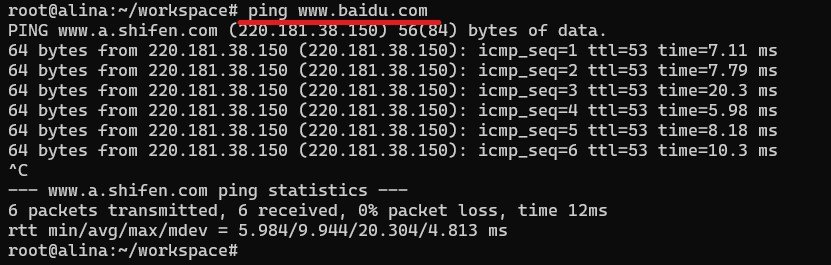 root@alina:~/workspace# ping www.baidu.com
PING www.a.shifen.com (220.181.38.150) 56(84) bytes of data.
64 bytes from 220.181.38.150 (220.181.38.150): icmp_seq=1 ttl=53 time=7.11 ms
64 bytes from 220.181.38.150 (220.181.38.150): icmp_seq=2 ttl=53 time=7.79 ms
64 bytes from 220.181.38.150 (220.181.38.150): icmp_seq=3 ttl=53 time=20.3 ms
64 bytes from 220.181.38.150 (220.181.38.150): icmp_seq=4 ttl=53 time=5.98 ms
64 bytes from 220.181.38.150 (220.181.38.150): icmp_seq=5 ttl=53 time=8.18 ms
64 bytes from 220.181.38.150 (220.181.38.150): icmp_seq=6 ttl=53 time=10.3 ms
^C
--- www.a.shifen.com ping statistics ---
6 packets transmitted, 6 received, 0% packet loss, time 12ms
rtt min/avg/max/mdev = 5.984/9.944/20.304/4.813 ms
root@alina:~/workspace#